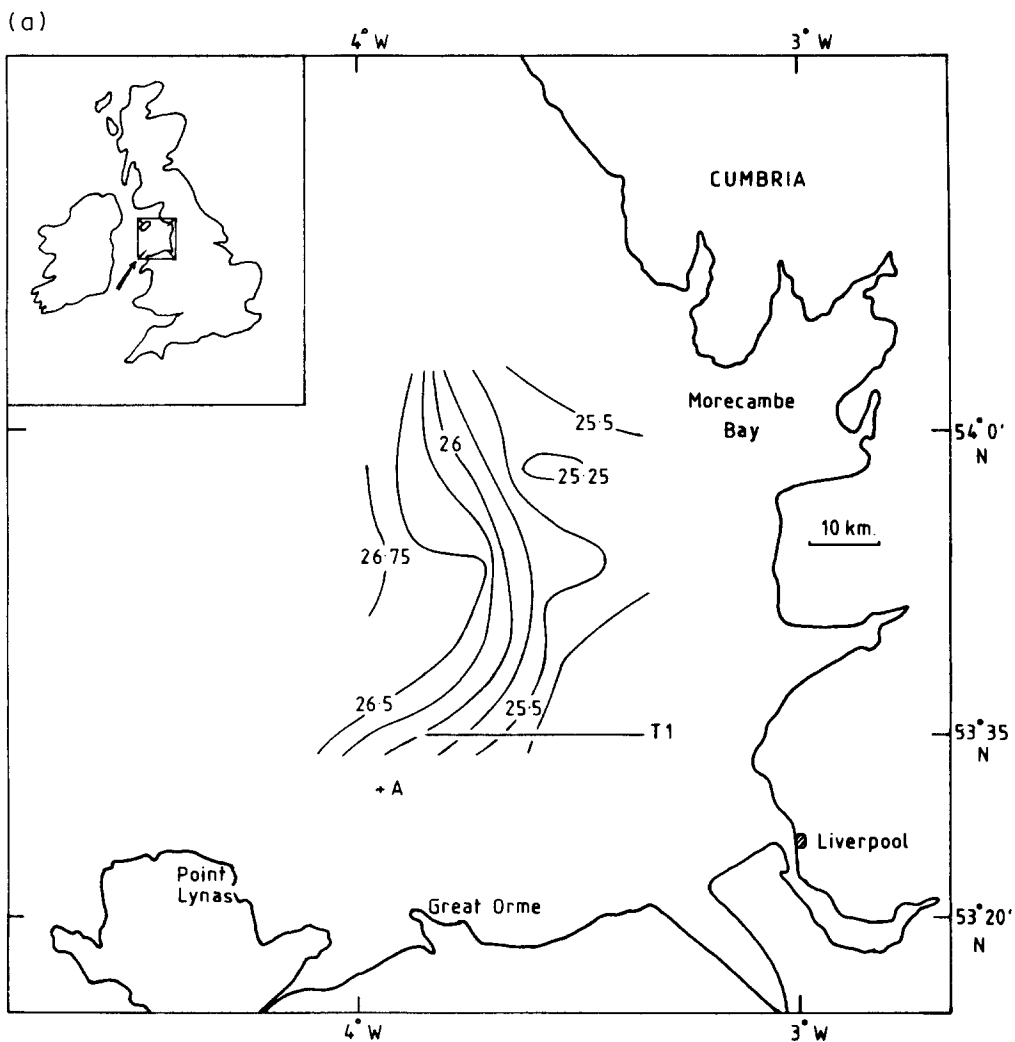 (a)
4° W
3° W
CUMBRIA
Morecambe
Bay
25·5
54° 0'
N
26
25·25
10 km.
26·75
26·5
25·5
T1
53° 35
N
+ A
Liverpool
Point
Lynas
Great Orme
53° 20'
N
4° W
3° W